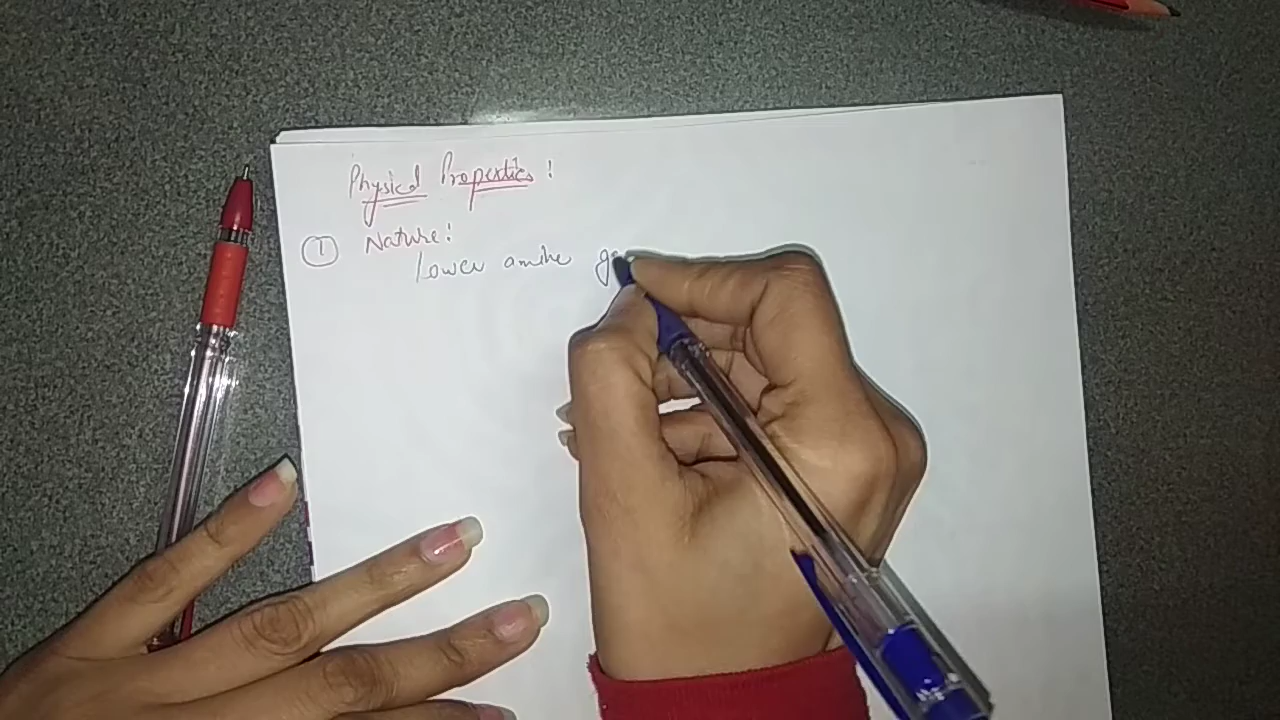 Physical Properties :
① Nature :
lower amine